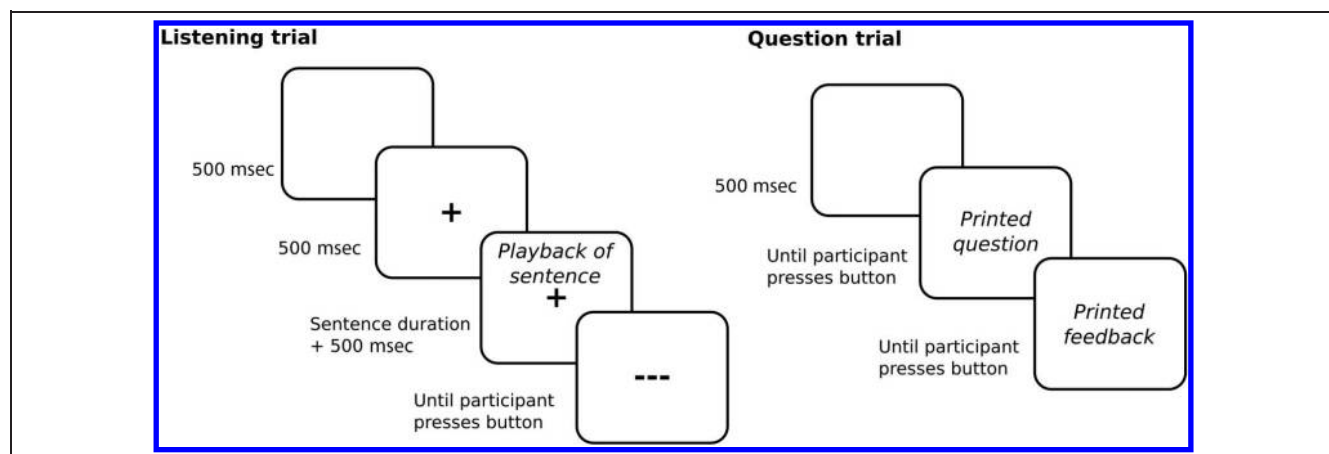 Listening trial
500 msec
+
500 msec
Playback of
sentence
+
Sentence duration
+ 500 msec
---
Until participant
presses button
Question trial
500 msec
Printed
question
Until participant
presses button
Printed
feedback
Until participant
presses button